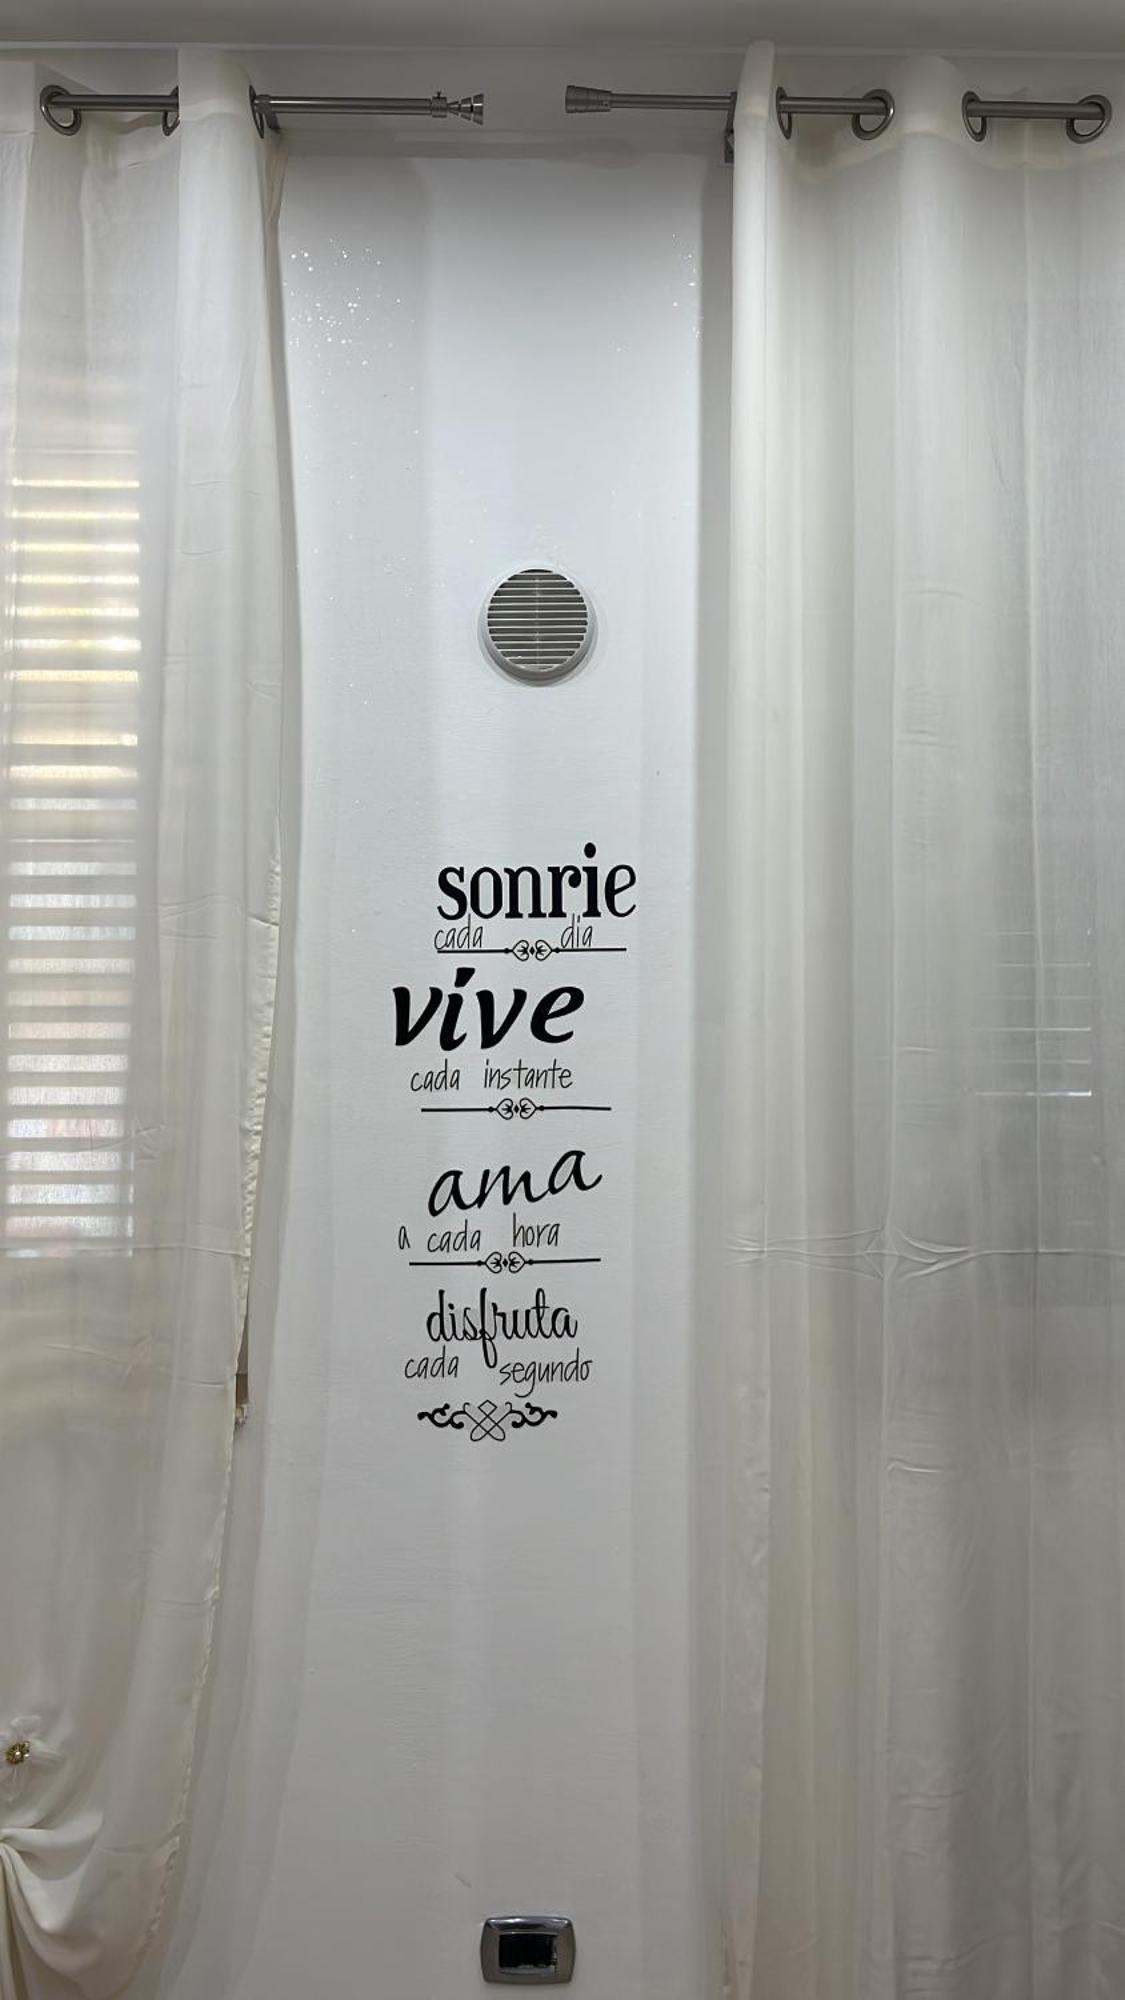 sonrie
cada dia
vive
cada instante
ama
a cada hora
disfruta
cada segundo